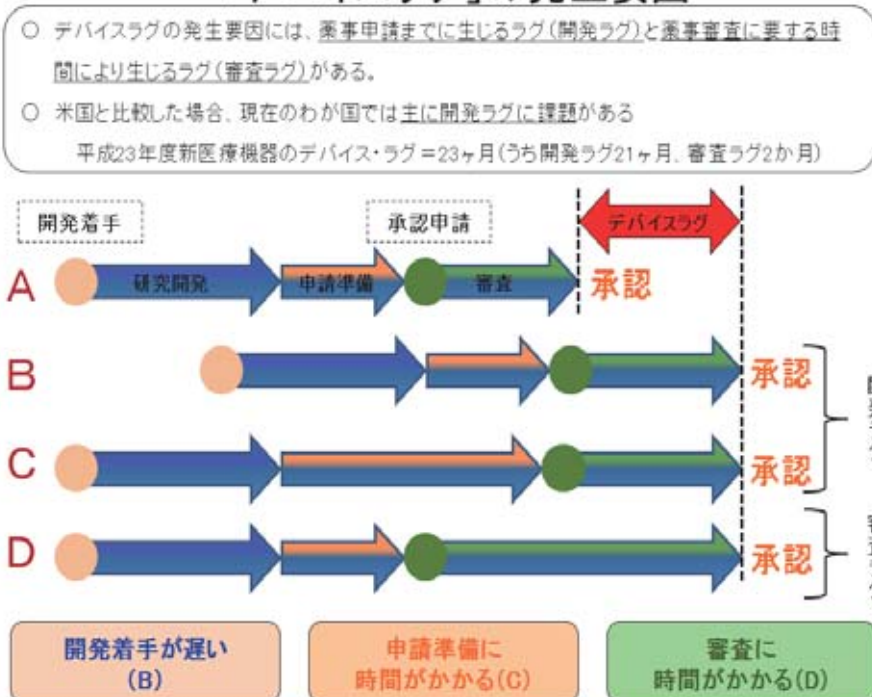 ○ デバイスラグの発生要因には、薬事申請までに生じるラグ(開発ラグ)と薬事審査に要する時
間により生じるラグ(審査ラグ)がある。
○ 米国と比較した場合、現在のわが国では主に開発ラグに課題がある
平成23年度新医療機器のデバイス・ラグ=23ヶ月(うち開発ラグ21ヶ月、審査ラグ2か月)
開発着手
承認申請
デバイスラグ
A
研究開発
申請準備
審査
承認
B
承認
C
承認
D
承認
開発着手が遅い
(B)
申請準備に
時間がかかる(C)
審査に
時間がかかる(D)